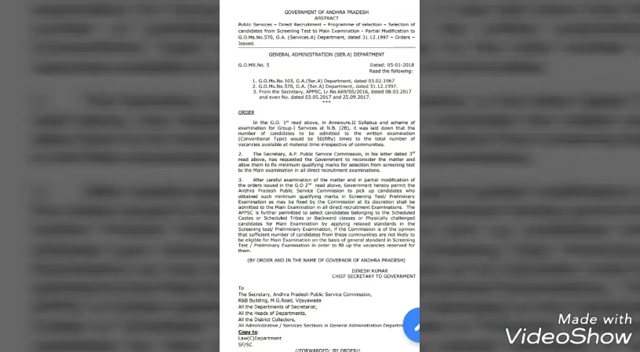 GOVERNMENT OF ANDHRA PRADESH
ABSTRACT
Public Services – Direct Recruitment – Programme of selection – Selection of
candidates from Screening Test to Main Examination – Partial Modification to
G.O.Ms.No.570, G.A. (Services.A) Department, dated 31.12.1997 – Orders –
Issued.
GENERAL ADMINISTRATION (SER.A) DEPARTMENT
G.O.MS.No. 5 Dated: 05-01-2018
Read the following:
1. G.O.Ms.No.103, G.A.(Ser.A) Department, dated 03.02.1967
2. G.O.Ms.No.570, G.A. (Ser.A) Department, dated 31.12.1997.
3. From the Secretary, APPSC, Lr.No.669/SS/2016, dated 08.03.2017
and even No. dated 03.05.2017 and 25.09.2017.
***
ORDER
In the G.O. 1st read above, in Annexure.II Syllabus and scheme of
examination for Group-I Services at N.B. (2B), it was laid down that the
number of candidates to be admitted to the written examination
(Conventional Type) would be 50(fifty) times to the total number of
vacancies available at material time irrespective of communities.
2. The Secretary, A.P. Public Service Commission, in his letter dated 3rd
read above, has requested the Government to reconsider the matter and
allow them to fix minimum qualifying marks for selection from screening test
to the Main examination in all direct recruitment examinations.
3. After careful examination of the matter and in partial modification of
the orders issued in the G.O 2nd read above, Government hereby permit the
Andhra Pradesh Public Service Commission to pick up candidates who
obtained such minimum qualifying marks in Screening Test/ Preliminary
Examination as may be fixed by the Commission at its discretion shall be
admitted to the Main Examination in all direct recruitment Examinations. The
APPSC is further permitted to select candidates belonging to the Scheduled
Castes or Scheduled Tribes or Backward classes or Physically challenged
candidates for Main Examination by applying relaxed standards in the
Screening test/ Preliminary Examination, if the Commission is of the opinion
that sufficient number of candidates from these communities are not likely to
be eligible for Main Examination on the basis of general standard in Screening
Test / Preliminary Examination in order to fill up the vacancies reserved for
them.
(BY ORDER AND IN THE NAME OF GOVERNOR OF ANDHRA PRADESH)
DINESH KUMAR
CHIEF SECRETARY TO GOVERNMENT
To
The Secretary, Andhra Pradesh Public, Service Commission,
R&B Building, M.G.Road, Vijayawada
All the Departments of Secretariat,
All the Heads of Departments,
All the District Collectors,
All Administrative / Services Sections in General Administration
Copy to:
Law(C)Department
SF/SC
//FORWARDED: BY ORDER//
Made with
VideoShow